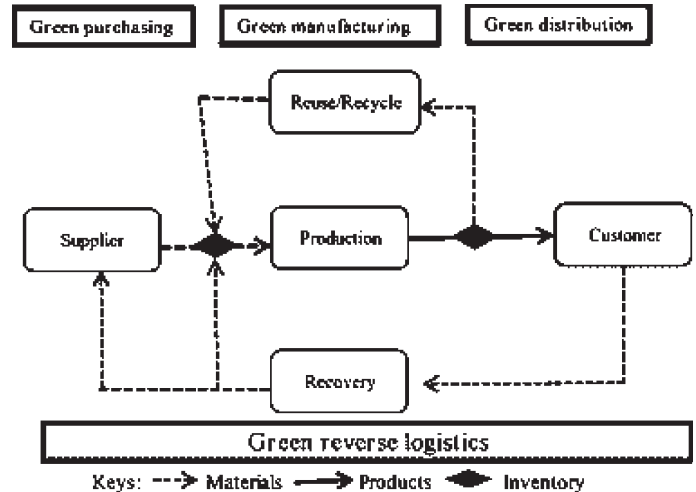 Green purchasing
Green manufacturing
Green distribution
Reuse/Recycle
Supplier
Production
Customer
Recovery
Green reverse logistics
Keys: Materials Products Inventory